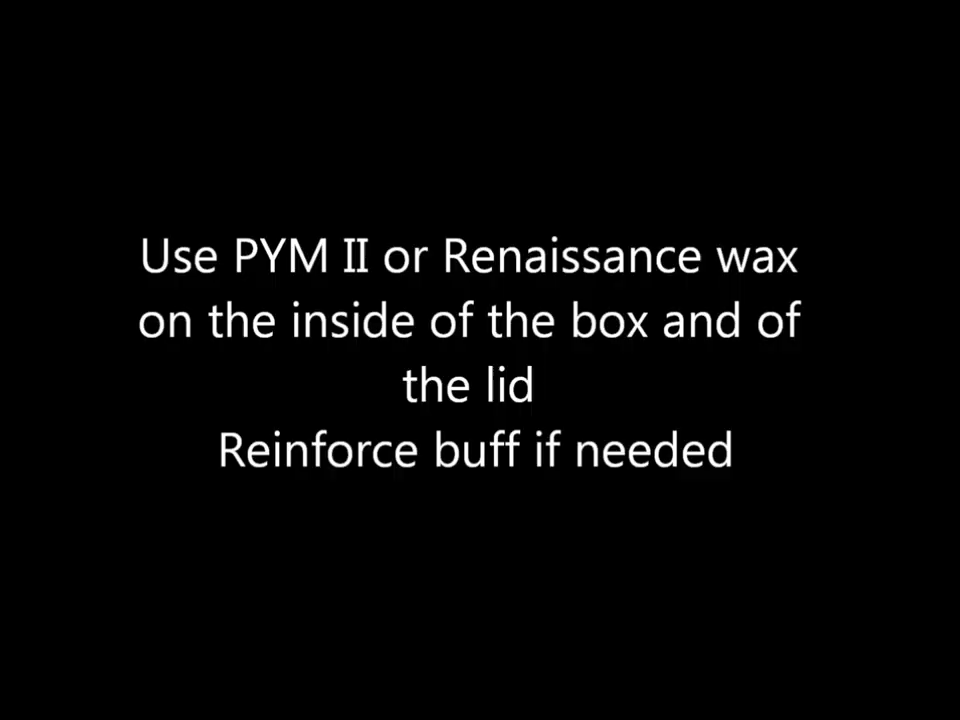 Use PYM II or Renaissance wax
on the inside of the box and of
the lid
Reinforce buff if needed